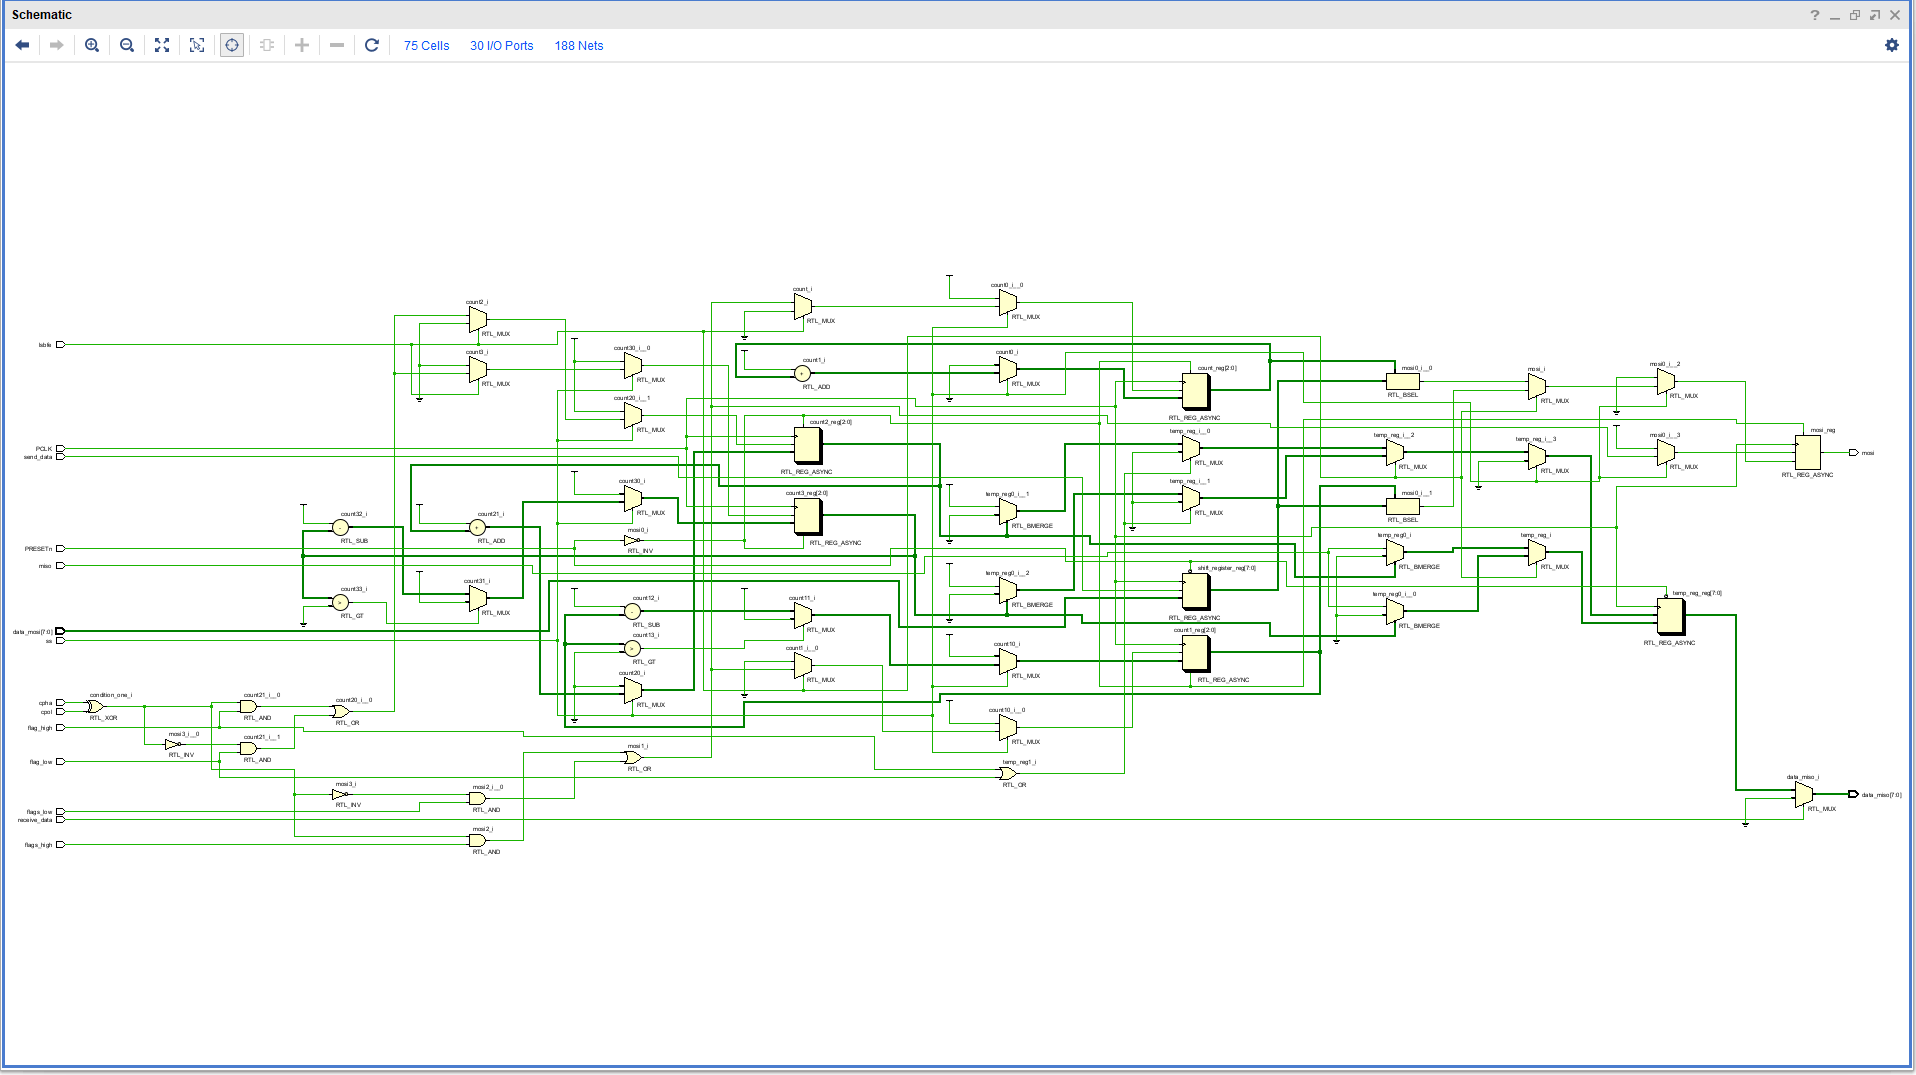 Schematic
75 Cells
30 I/O Ports
188 Nets
count0_i__0
RTL_MUX
count_i
RTL_MUX
count2_i
RTL_MUX
lsbfe
count3_i
RTL_MUX
count30_i__0
RTL_MUX
count20_i__1
RTL_MUX
count1_i
RTL_ADD
count0_i
RTL_MUX
count_reg[2:0]
RTL_REG_ASYNC
mosi0_i__0
RTL_BSEL
mosi_i
RTL_MUX
mosi0_i__2
RTL_MUX
count2_reg[2:0]
RTL_REG_ASYNC
PCLK
send_data
temp_reg_i__0
RTL_MUX
temp_reg_i__2
RTL_MUX
temp_reg_i__3
RTL_MUX
mosi0_i__3
RTL_MUX
mosi_reg
RTL_REG_ASYNC
mosi
count30_i
RTL_MUX
count3_reg[2:0]
RTL_REG_ASYNC
temp_reg0_i__1
RTL_BMERGE
temp_reg_i__1
RTL_MUX
mosi0_i__1
RTL_BSEL
count32_i
RTL_SUB
count21_i
RTL_ADD
mosi0_i
RTL_INV
PRESETn
miso
temp_reg0_i
RTL_BMERGE
temp_reg_i
RTL_MUX
count33_i
RTL_GT
count31_i
RTL_MUX
count12_i
RTL_SUB
count11_i
RTL_MUX
temp_reg0_i__2
RTL_BMERGE
shift_register_reg[7:0]
RTL_REG_ASYNC
temp_reg0_i__0
RTL_BMERGE
temp_reg_reg[7:0]
RTL_REG_ASYNC
data_mosi[7:0]
ss
count13_i
RTL_GT
count1_i__0
RTL_MUX
count10_i
RTL_MUX
count1_reg[2:0]
RTL_REG_ASYNC
count20_i
RTL_MUX
cpha
cpol
condition_one_i
RTL_XOR
count21_i__0
RTL_AND
count20_i__0
RTL_OR
count10_i__0
RTL_MUX
flag_high
mosi3_i__0
RTL_INV
count21_i__1
RTL_AND
mosi1_i
RTL_OR
temp_reg1_i
RTL_OR
flag_low
mosi3_i
RTL_INV
mosi2_i__0
RTL_AND
data_miso_i
RTL_MUX
data_miso[7:0]
flags_low
receive_data
mosi2_i
RTL_AND
flags_high